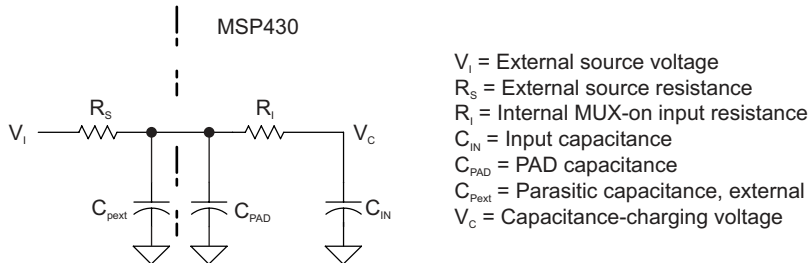 MSP430
V_I
R_S
R_I
V_C
C_pext
C_PAD
C_IN
V_I = External source voltage
R_S = External source resistance
R_I = Internal MUX-on input resistance
C_IN = Input capacitance
C_PAD = PAD capacitance
C_Pext = Parasitic capacitance, external
V_C = Capacitance-charging voltage